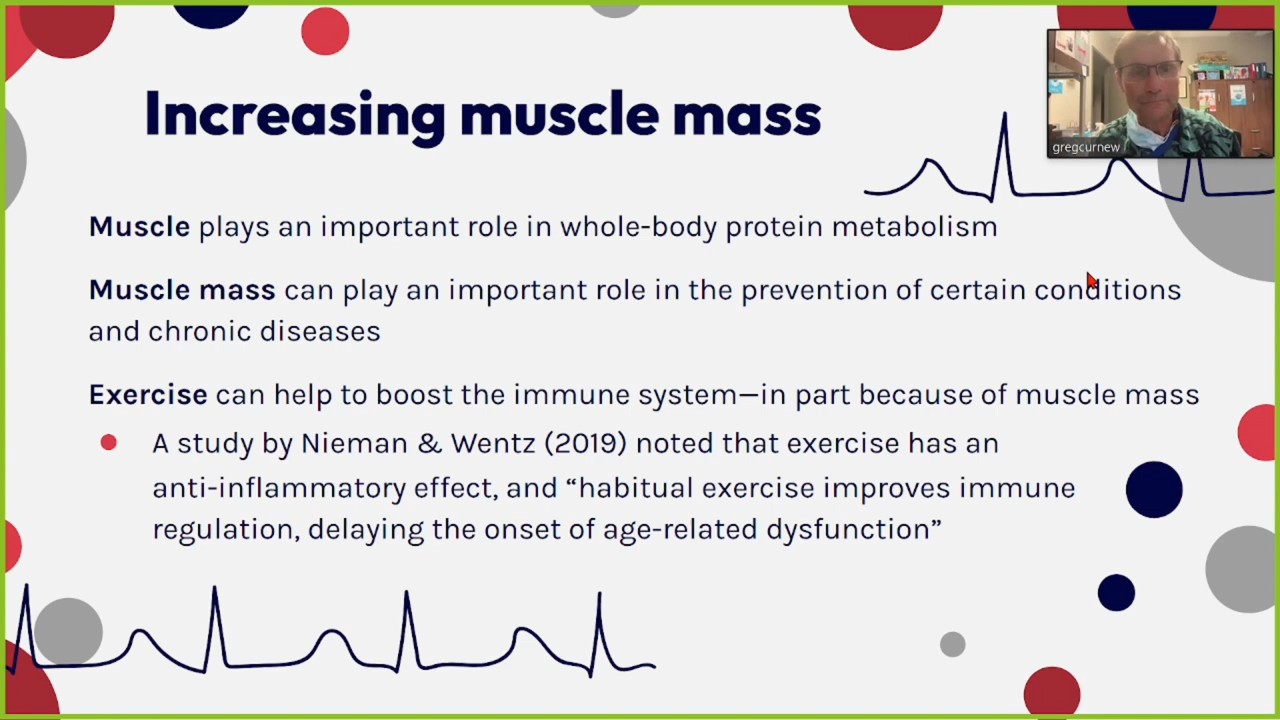 Increasing muscle mass
gregcurnew
Muscle plays an important role in whole-body protein metabolism
Muscle mass can play an important role in the prevention of certain conditions
and chronic diseases
Exercise can help to boost the immune system—in part because of muscle mass
A study by Nieman & Wentz (2019) noted that exercise has an
anti-inflammatory effect, and “habitual exercise improves immune
regulation, delaying the onset of age-related dysfunction”